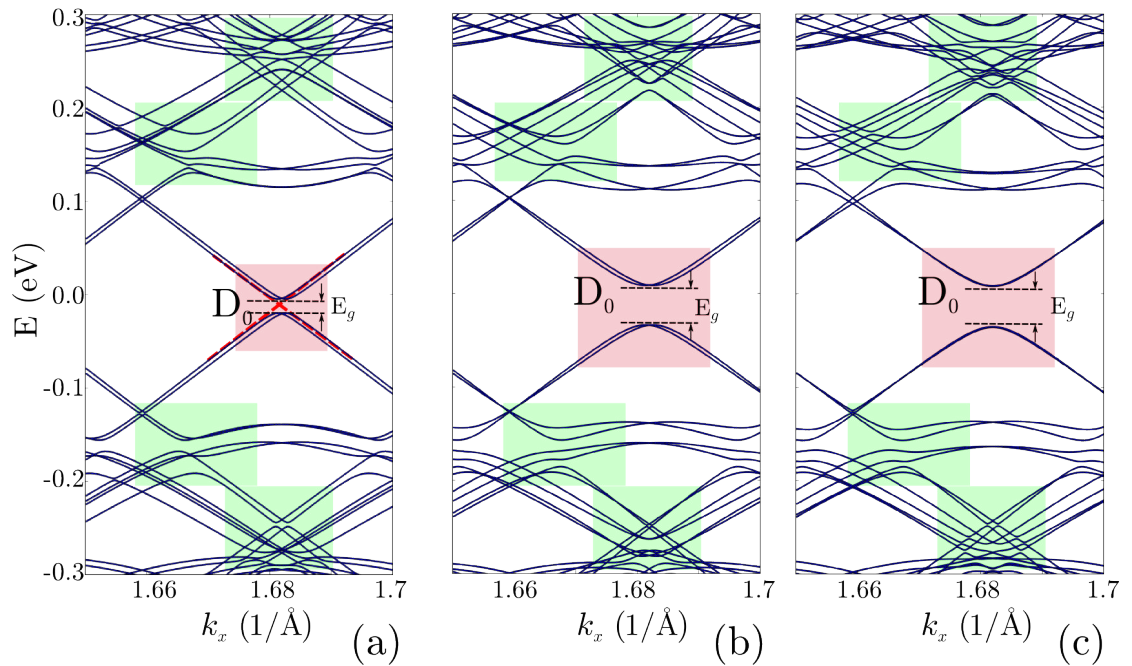 0.3
0.2
0.1
0.0
-0.1
-0.2
-0.3
E (eV)
D0
Eg
1.66
1.68
1.7
kx (1/Å)
(a)
D0
Eg
1.66
1.68
1.7
kx (1/Å)
(b)
D0
Eg
1.66
1.68
1.7
kx (1/Å)
(c)